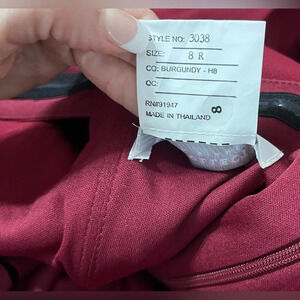 STYLE NO: 3038
SIZE: 8 R
CO: BURGUNDY - H8
QC:
RN#91947
MADE IN THAILAND
8